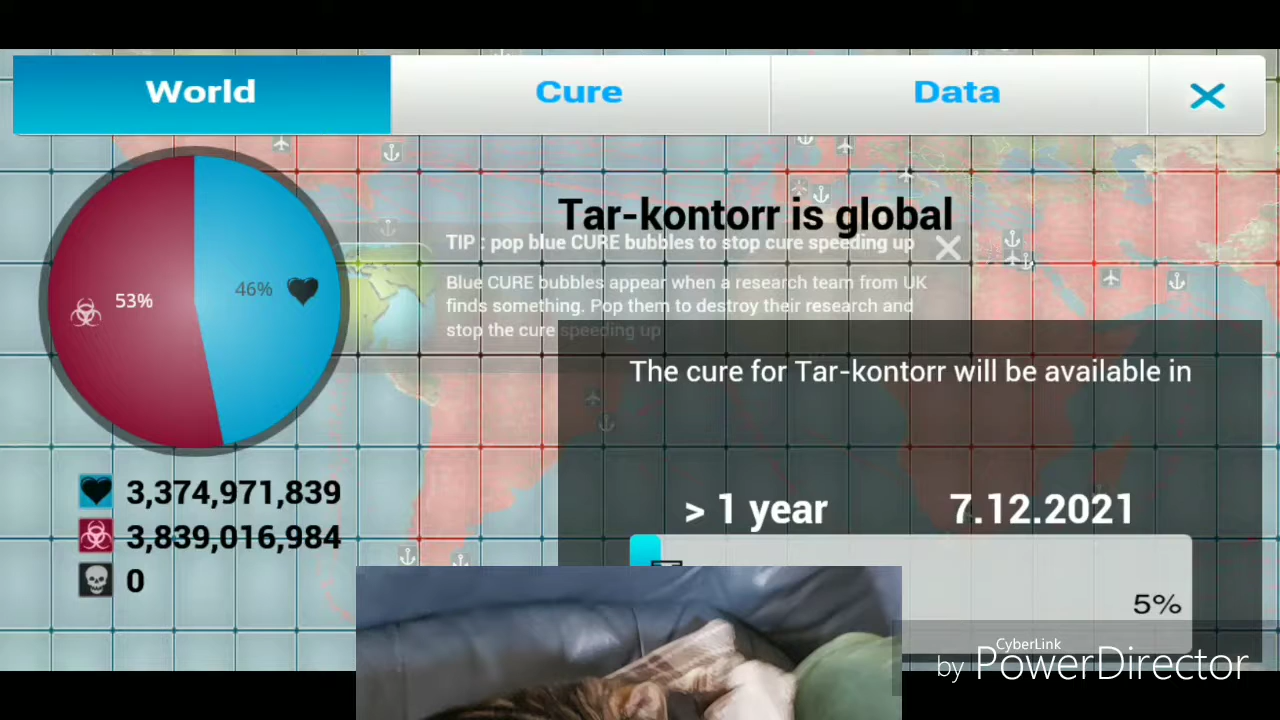 World
Cure
Data
Tar-kontorr is global
TIP : pop blue CURE bubbles to stop cure speeding up
Blue CURE bubbles appear when a research team from UK
finds something. Pop them to destroy their research and
stop the cure speeding up
53%
46%
The cure for Tar-kontorr will be available in
> 1 year
7.12.2021
3,374,971,839
3,839,016,984
0
5%
CyberLink
by PowerDirector